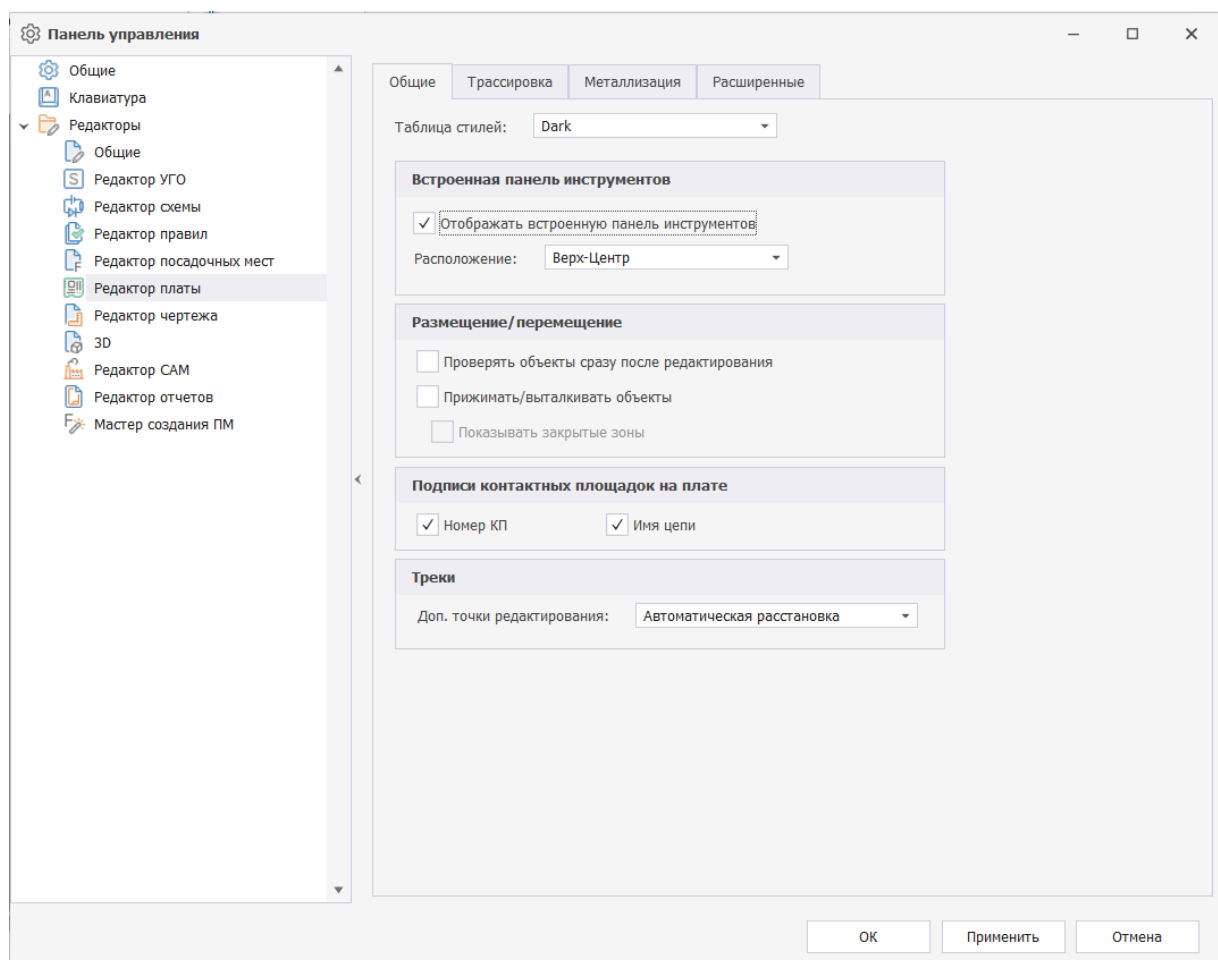 Панель управления
Общие
Клавиатура
Редакторы
Общие
Редактор УГО
Редактор схемы
Редактор правил
Редактор посадочных мест
Редактор платы
Редактор чертежа
3D
Редактор CAM
Редактор отчетов
Мастер создания ПМ
Общие Трассировка Металлизация Расширенные
Таблица стилей: Dark
Встроенная панель инструментов
Отображать встроенную панель инструментов
Расположение: Верх-Центр
Размещение/перемещение
Проверять объекты сразу после редактирования
Прижимать/выталкивать объекты
Показывать закрытые зоны
Подписи контактных площадок на плате
Номер КП Имя цепи
Треки
Доп. точки редактирования: Автоматическая расстановка
ОК Применить Отмена